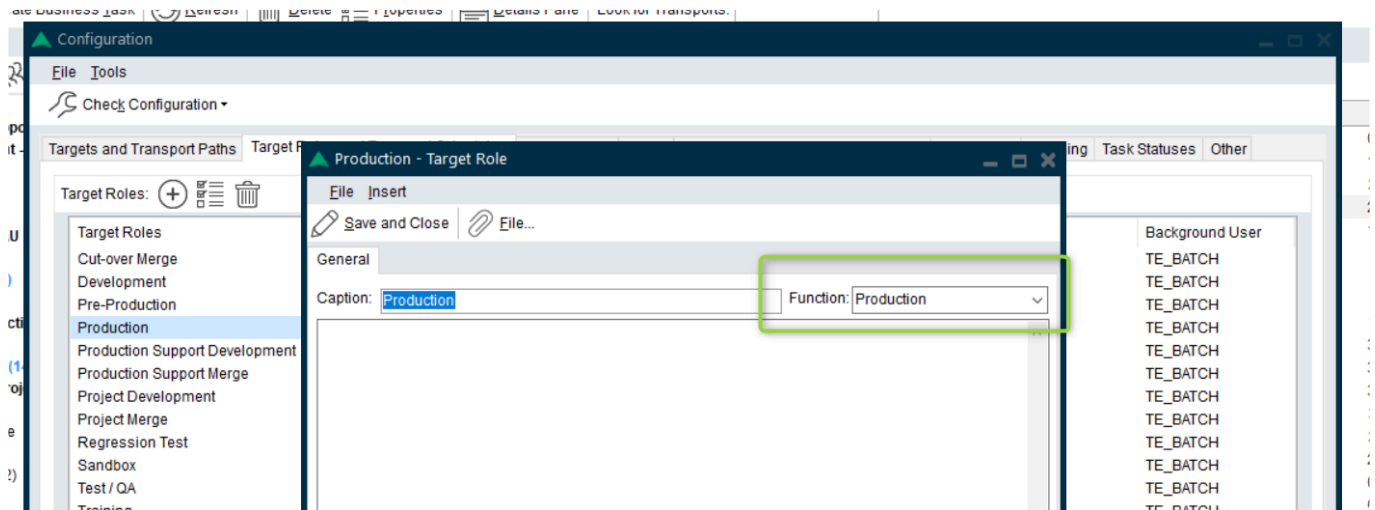 Refresh Delete Properties Details Pane Look for Transports:
Configuration
File Tools
Check Configuration
Targets and Transport Paths Target Task Statuses Other
Production - Target Role
Target Roles:
File Insert
Save and Close File...
Target Roles Background User
General
Cut-over Merge TE_BATCH
Development TE_BATCH
Caption: Production Function: Production
Pre-Production TE_BATCH
Production TE_BATCH
Production Support Development TE_BATCH
Production Support Merge TE_BATCH
Project Development TE_BATCH
Project Merge TE_BATCH
Regression Test TE_BATCH
Sandbox TE_BATCH
Test / QA TE_BATCH
Training TE_BATCH